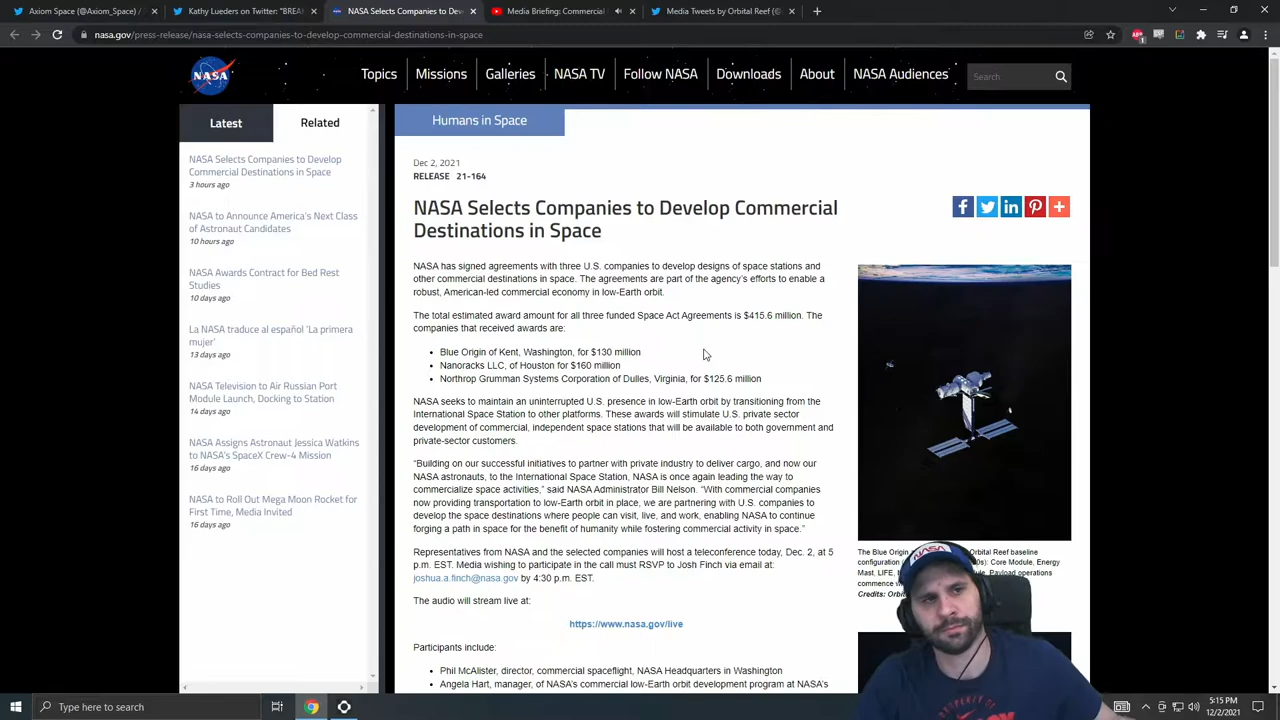 Axiom Space (@Axiom_Space) /
Kathy Lueders on Twitter: "BREA
NASA Selects Companies to Dev
Media Briefing: Commercial
Media Tweets by Orbital Reef (@
nasa.gov/press-release/nasa-selects-companies-to-develop-commercial-destinations-in-space
NASA
Topics
Missions
Galleries
NASA TV
Follow NASA
Downloads
About
NASA Audiences
Search
Latest
Related
NASA Selects Companies to Develop
Commercial Destinations in Space
3 hours ago
NASA to Announce America's Next Class
of Astronaut Candidates
10 hours ago
NASA Awards Contract for Bed Rest
Studies
10 days ago
La NASA traduce al español 'La primera
mujer'
13 days ago
NASA Television to Air Russian Port
Module Launch, Docking to Station
14 days ago
NASA Assigns Astronaut Jessica Watkins
to NASA's SpaceX Crew-4 Mission
16 days ago
NASA to Roll Out Mega Moon Rocket for
First Time, Media Invited
16 days ago
Humans in Space
Dec 2, 2021
RELEASE 21-164
NASA Selects Companies to Develop Commercial
Destinations in Space
NASA has signed agreements with three U.S. companies to develop designs of space stations and
other commercial destinations in space. The agreements are part of the agency's efforts to enable a
robust, American-led commercial economy in low-Earth orbit.
The total estimated award amount for all three funded Space Act Agreements is $415.6 million. The
companies that received awards are:
• Blue Origin of Kent, Washington, for $130 million
• Nanoracks LLC, of Houston for $160 million
• Northrop Grumman Systems Corporation of Dulles, Virginia, for $125.6 million
NASA seeks to maintain an uninterrupted U.S. presence in low-Earth orbit by transitioning from the
International Space Station to other platforms. These awards will stimulate U.S. private sector
development of commercial, independent space stations that will be available to both government and
private-sector customers.
"Building on our successful initiatives to partner with private industry to deliver cargo, and now our
NASA astronauts, to the International Space Station, NASA is once again leading the way to
commercialize space activities," said NASA Administrator Bill Nelson. "With commercial companies
now providing transportation to low-Earth orbit in place, we are partnering with U.S. companies to
develop the space destinations where people can visit, live, and work, enabling NASA to continue
forging a path in space for the benefit of humanity while fostering commercial activity in space."
Representatives from NASA and the selected companies will host a teleconference today, Dec. 2, at 5
p.m. EST. Media wishing to participate in the call must RSVP to Josh Finch via email at:
joshua.a.finch@nasa.gov by 4:30 p.m. EST.
The audio will stream live at:
https://www.nasa.gov/live
Participants include:
• Phil McAlister, director, commercial spaceflight, NASA Headquarters in Washington
• Angela Hart, manager, of NASA's commercial low-Earth orbit development program at NASA's
The Blue Origin Orbital Reef baseline
configuration 0s): Core Module, Energy
Mast, LIFE, Payload operations
commence
Credits: Orbit
NASA
Type here to search
5:15 PM
12/2/2021